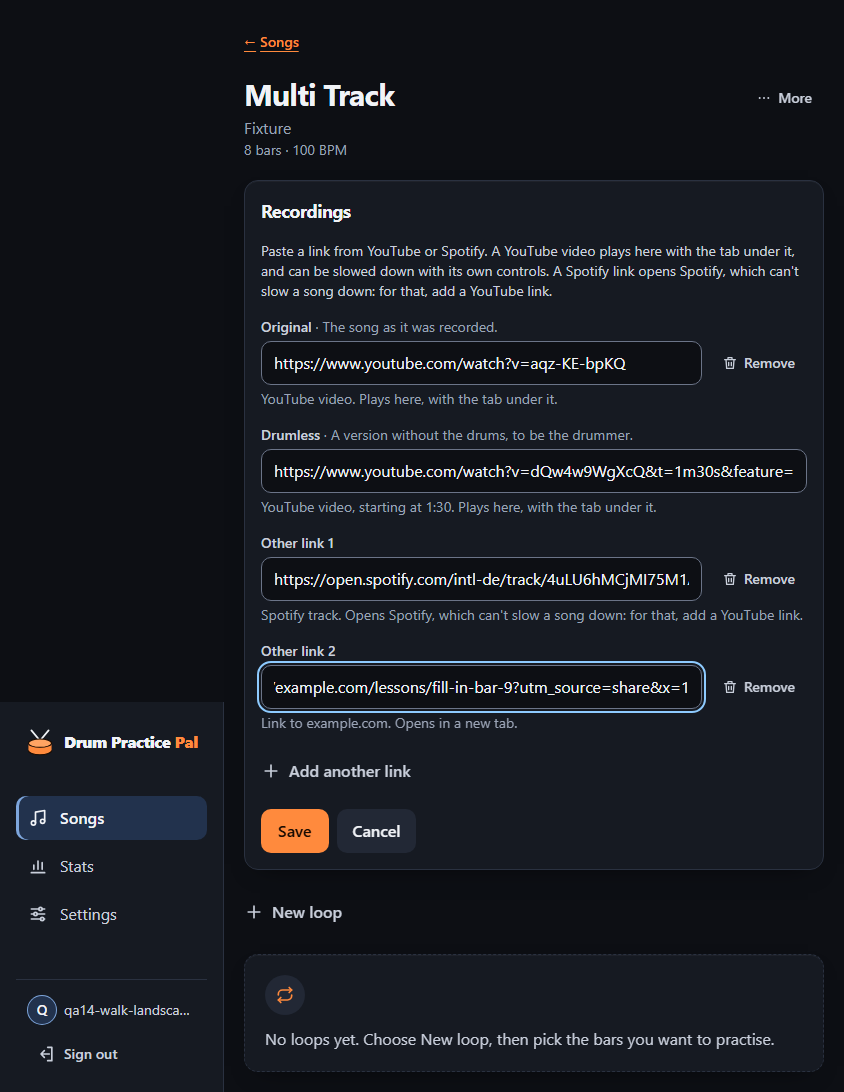 ← Songs
Multi Track
··· More
Fixture
8 bars · 100 BPM
Recordings
Paste a link from YouTube or Spotify. A YouTube video plays here with the tab under it,
and can be slowed down with its own controls. A Spotify link opens Spotify, which can't
slow a song down: for that, add a YouTube link.
Original · The song as it was recorded.
https://www.youtube.com/watch?v=aqz-KE-bpKQ
Remove
YouTube video. Plays here, with the tab under it.
Drumless · A version without the drums, to be the drummer.
https://www.youtube.com/watch?v=dQw4w9WgXcQ&t=1m30s&feature=
YouTube video, starting at 1:30. Plays here, with the tab under it.
Other link 1
https://open.spotify.com/intl-de/track/4uLU6hMCjMI75M1
Remove
Spotify track. Opens Spotify, which can't slow a song down: for that, add a YouTube link.
Other link 2
example.com/lessons/fill-in-bar-9?utm_source=share&x=1
Remove
Link to example.com. Opens in a new tab.
+ Add another link
Save
Cancel
+ New loop
No loops yet. Choose New loop, then pick the bars you want to practise.
Drum Practice Pal
Songs
Stats
Settings
Q
qa14-walk-landsca...
Sign out